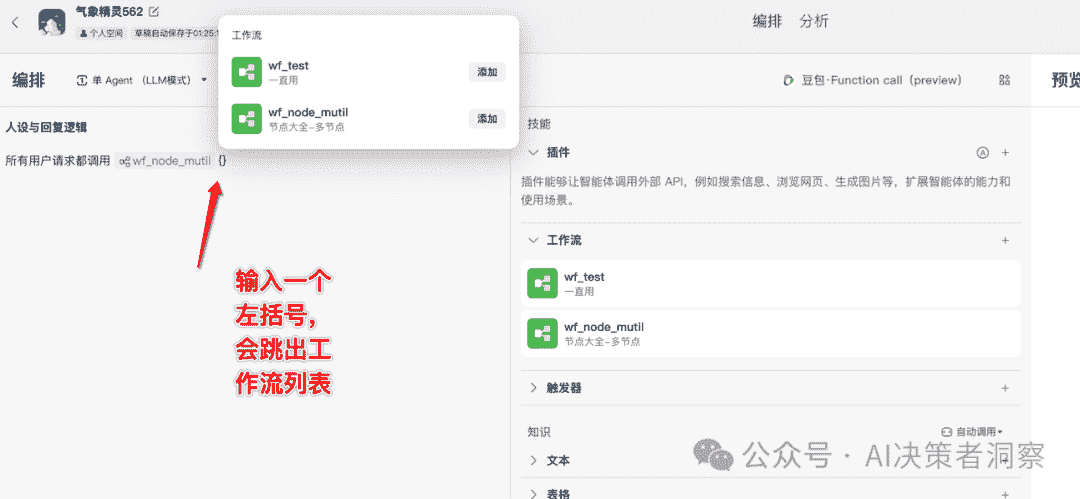 气象精灵562
个人空间 草稿自动保存于01:25:1
编排 分析
编排
单 Agent （LLM模式）
豆包·Function call（preview）
预览
工作流
wf_test
一直用
添加
wf_node_mutil
节点大全-多节点
添加
人设与回复逻辑
所有用户请求都调用 wf_node_mutil {}
输入一个
左括号，
会跳出工
作流列表
技能
插件
插件能够让智能体调用外部 API，例如搜索信息、浏览网页、生成图片等，扩展智能体的能力和
使用场景。
工作流
wf_test
一直用
wf_node_mutil
节点大全-多节点
触发器
知识
自动调用
文本
表格
公众号 · AI决策者洞察